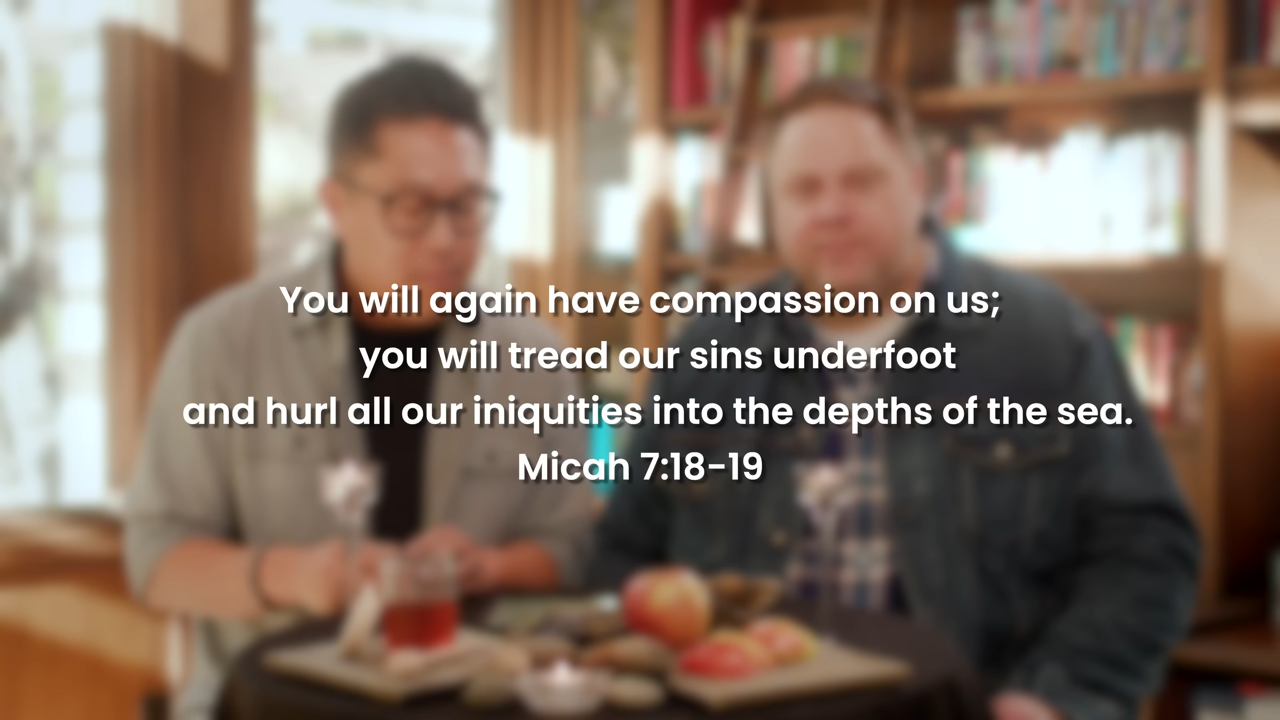 You will again have compassion on us;
you will tread our sins underfoot
and hurl all our iniquities into the depths of the sea.
Micah 7:18-19